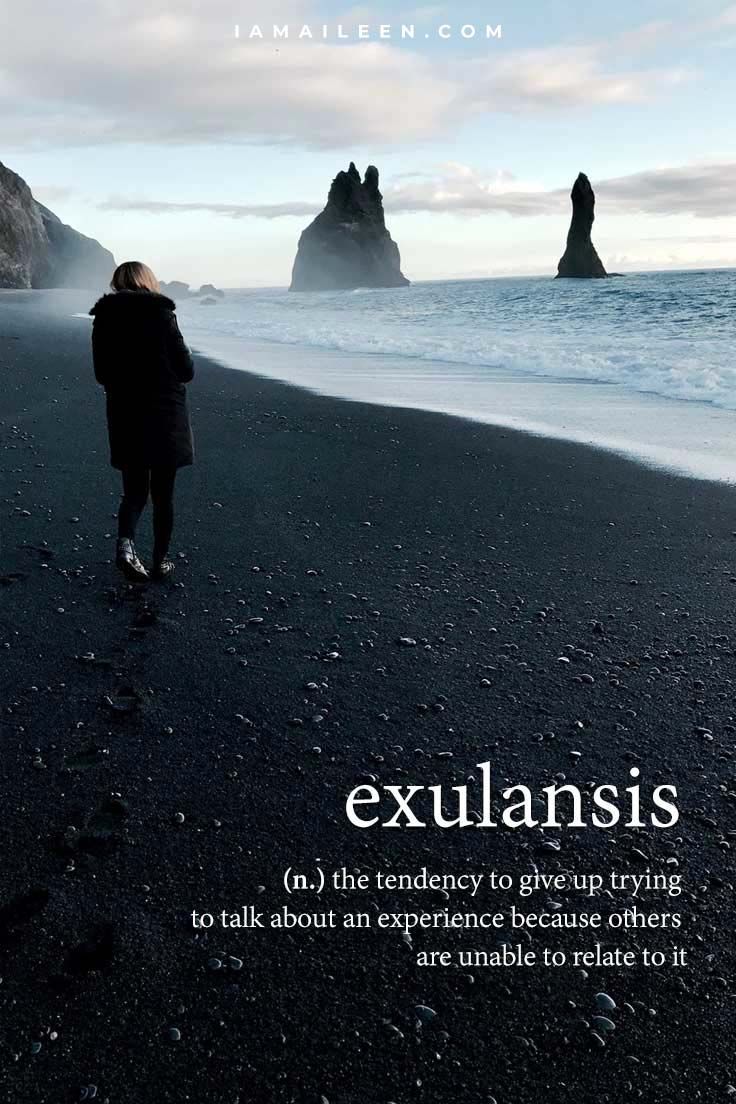 IAMAILEEN.COM
exulansis
(n.) the tendency to give up trying
to talk about an experience because others
are unable to relate to it